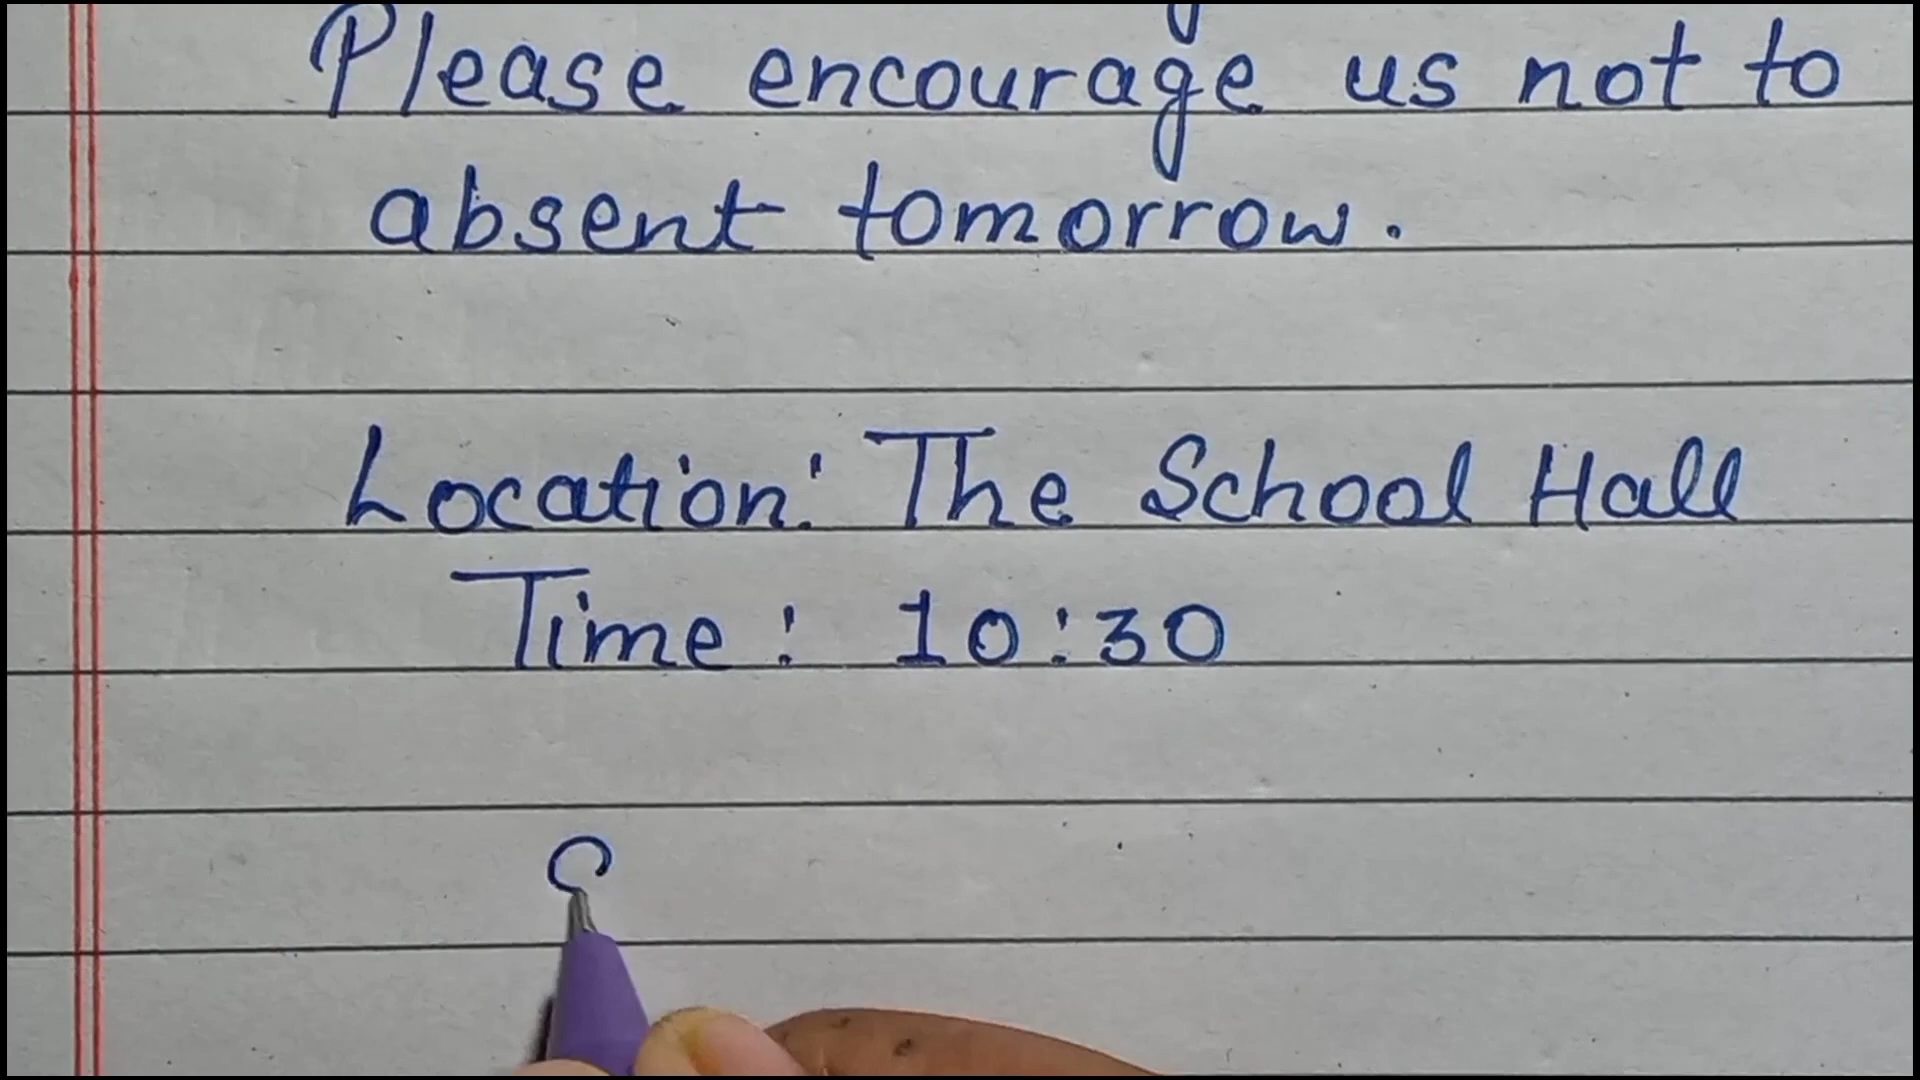 Please encourage us not to
absent tomorrow.
Location: The School Hall
Time: 10:30